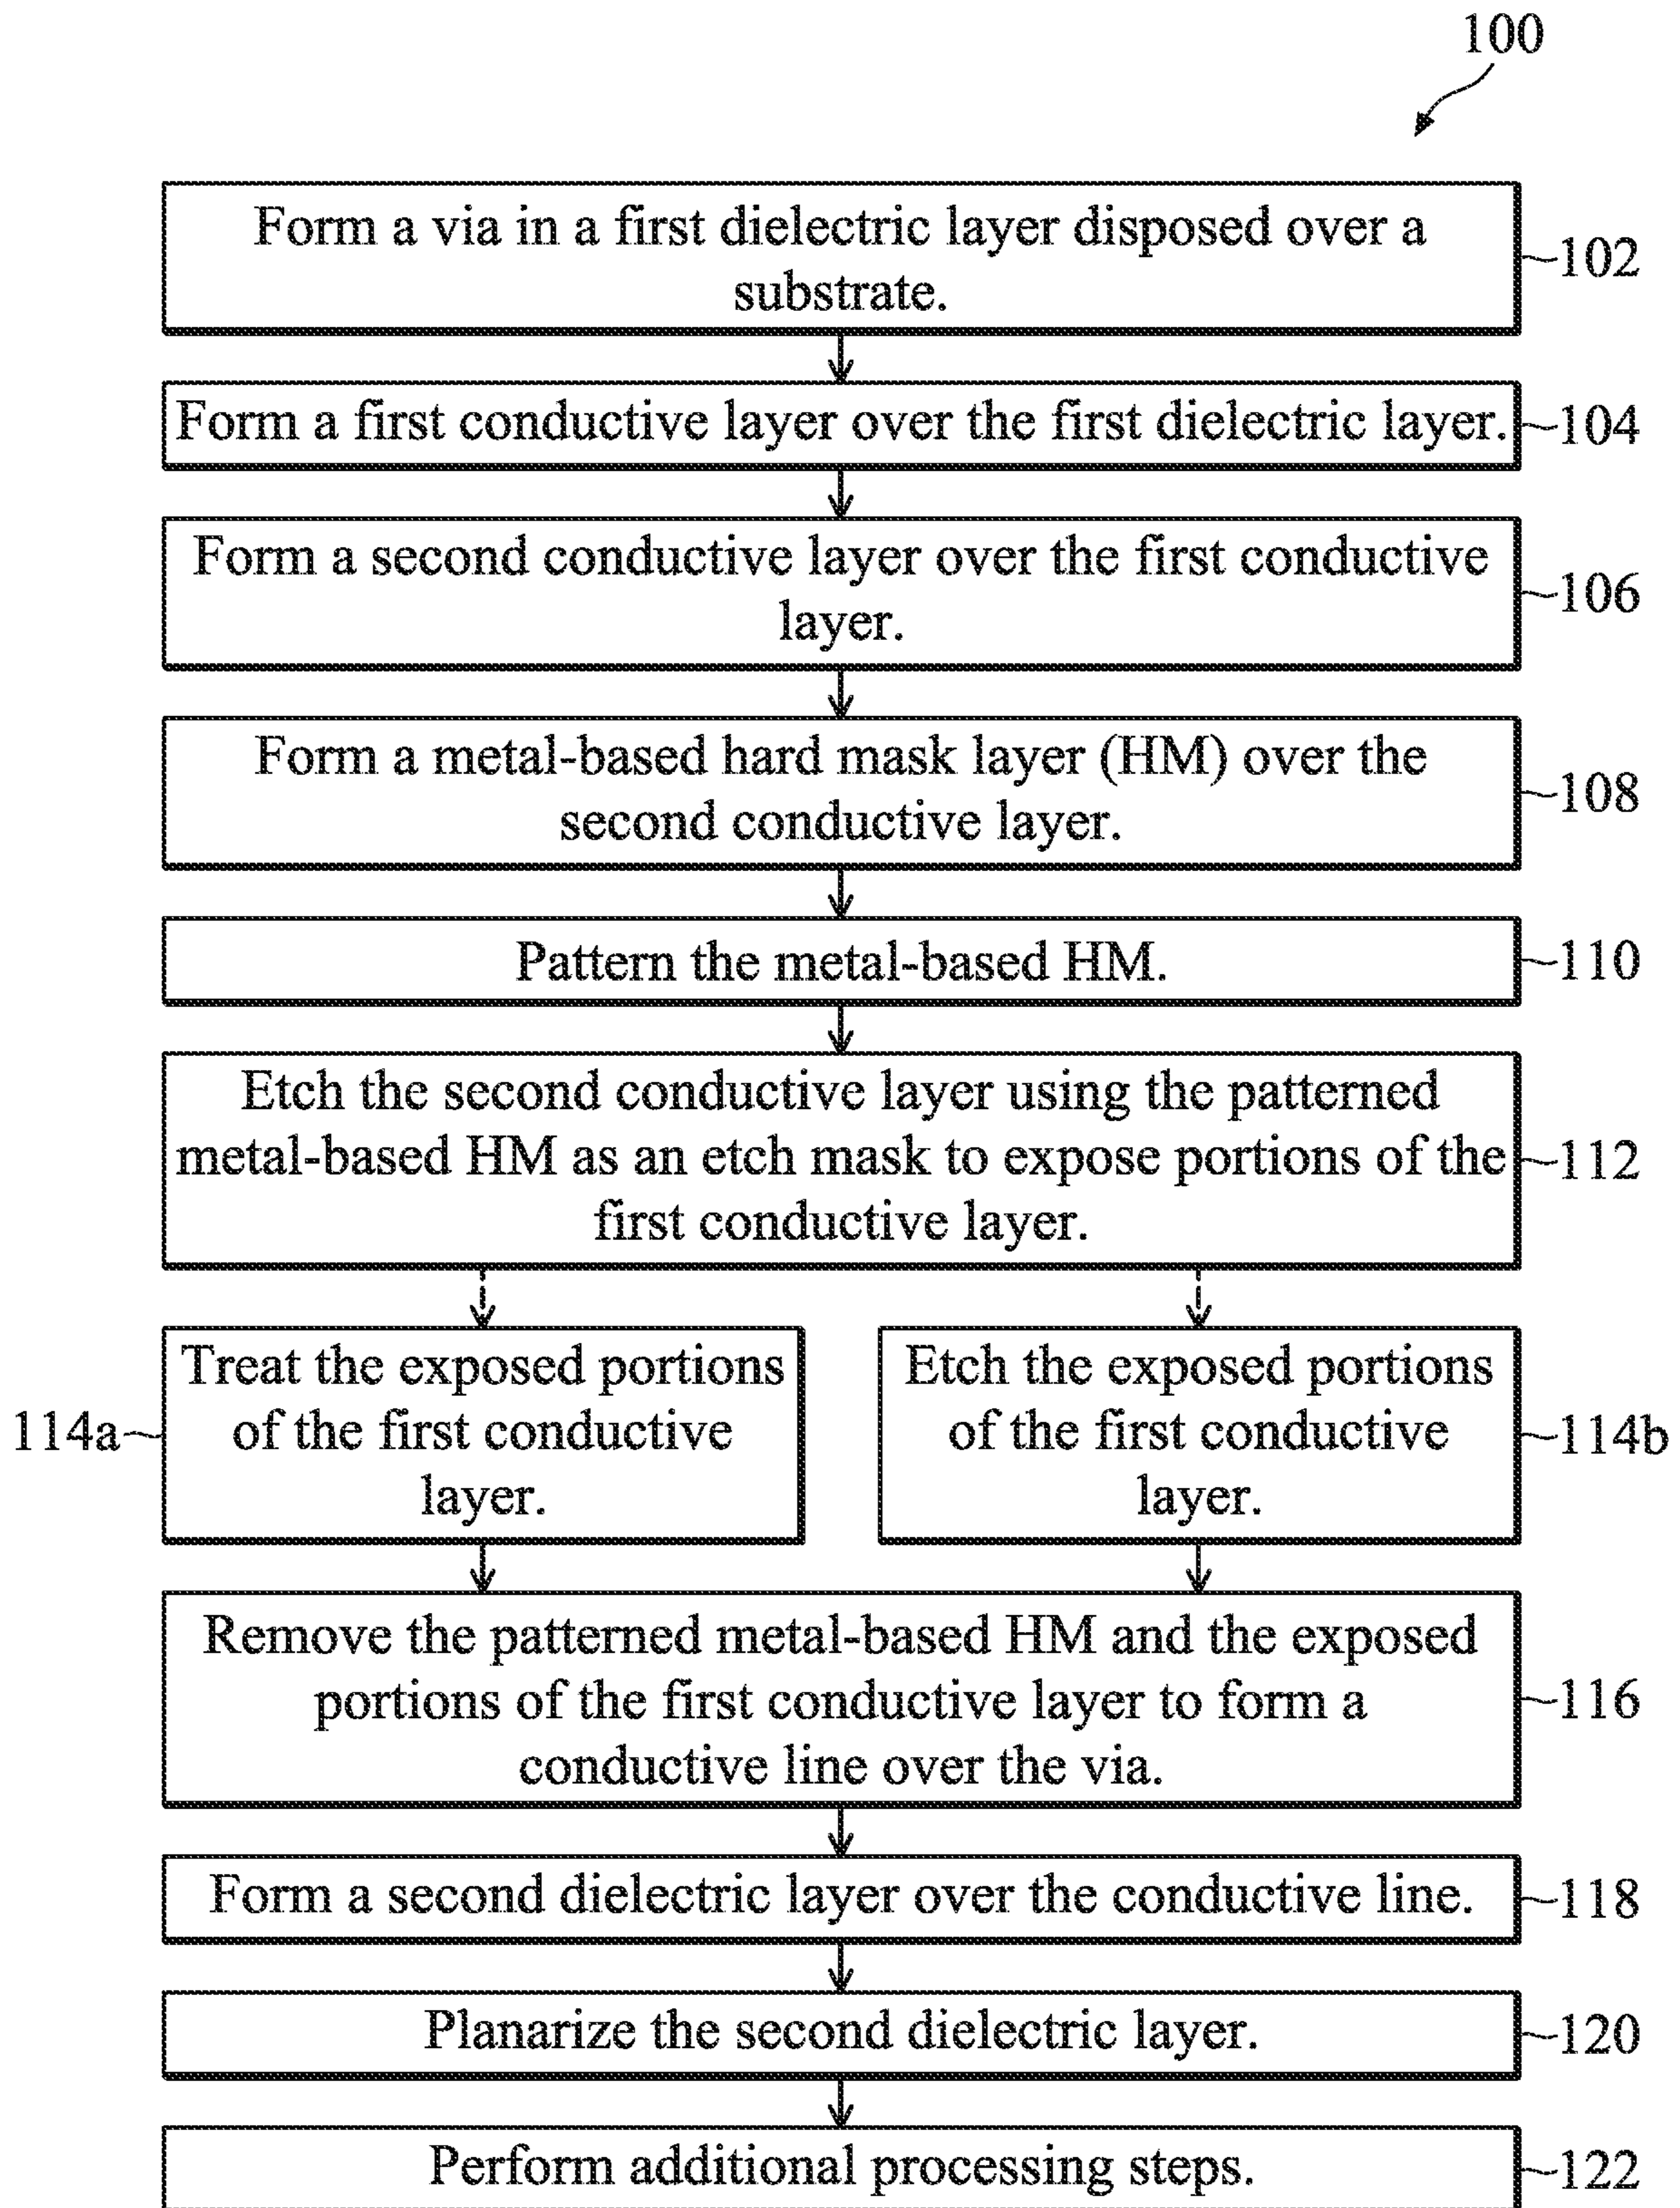 100
Form a via in a first dielectric layer disposed over a
substrate.
102
Form a first conductive layer over the first dielectric layer.
104
Form a second conductive layer over the first conductive
layer.
106
Form a metal-based hard mask layer (HM) over the
second conductive layer.
108
Pattern the metal-based HM.
110
Etch the second conductive layer using the patterned
metal-based HM as an etch mask to expose portions of the
first conductive layer.
112
114a
Treat the exposed portions
of the first conductive
layer.
Etch the exposed portions
of the first conductive
layer.
114b
Remove the patterned metal-based HM and the exposed
portions of the first conductive layer to form a
conductive line over the via.
116
Form a second dielectric layer over the conductive line.
118
Planarize the second dielectric layer.
120
Perform additional processing steps.
122